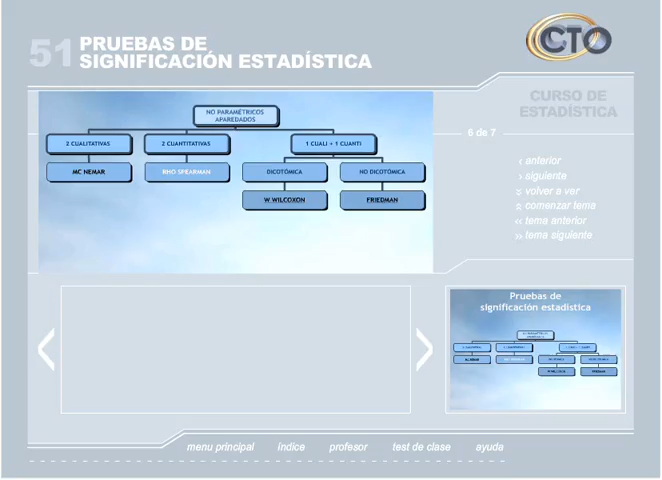 51 PRUEBAS DE
SIGNIFICACIÓN ESTADÍSTICA
CTO
CURSO DE
ESTADÍSTICA
6 de 7
‹ anterior
› siguiente
volver a ver
comenzar tema
‹‹ tema anterior
›› tema siguiente
NO PARAMÉTRICOS
APAREDADOS
2 CUALITATIVAS
2 CUANTITATIVAS
1 CUALI + 1 CUANTI
MC NEMAR
RHO SPEARMAN
DICOTÓMICA
NO DICOTÓMICA
W WILCOXON
FRIEDMAN
Pruebas de
significación estadística
menu principal índice profesor test de clase ayuda